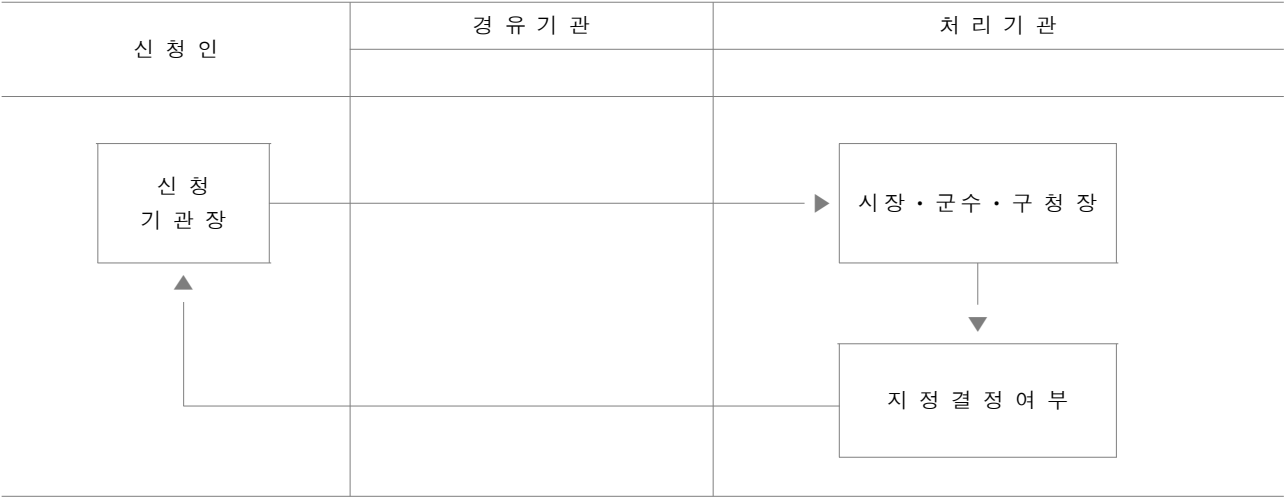 신 청 인
경 유 기 관
처 리 기 관
신 청
기 관 장
시장 · 군수 · 구 청 장
지 정 결 정 여 부